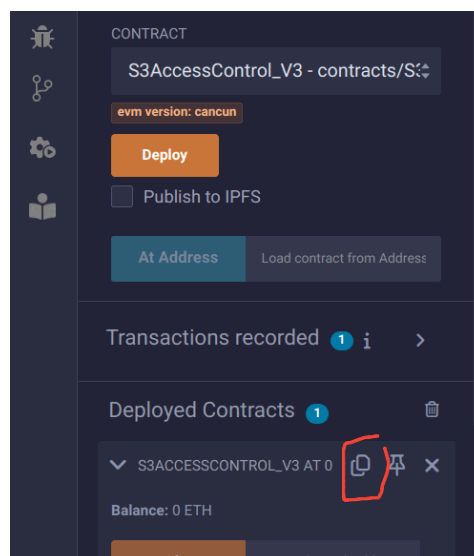 CONTRACT
S3AccessControl_V3 - contracts/S3
evm version: cancun
Deploy
Publish to IPFS
At Address
Load contract from Address
Transactions recorded 1 i
Deployed Contracts 1
S3ACCESSCONTROL_V3 AT 0
Balance: 0 ETH